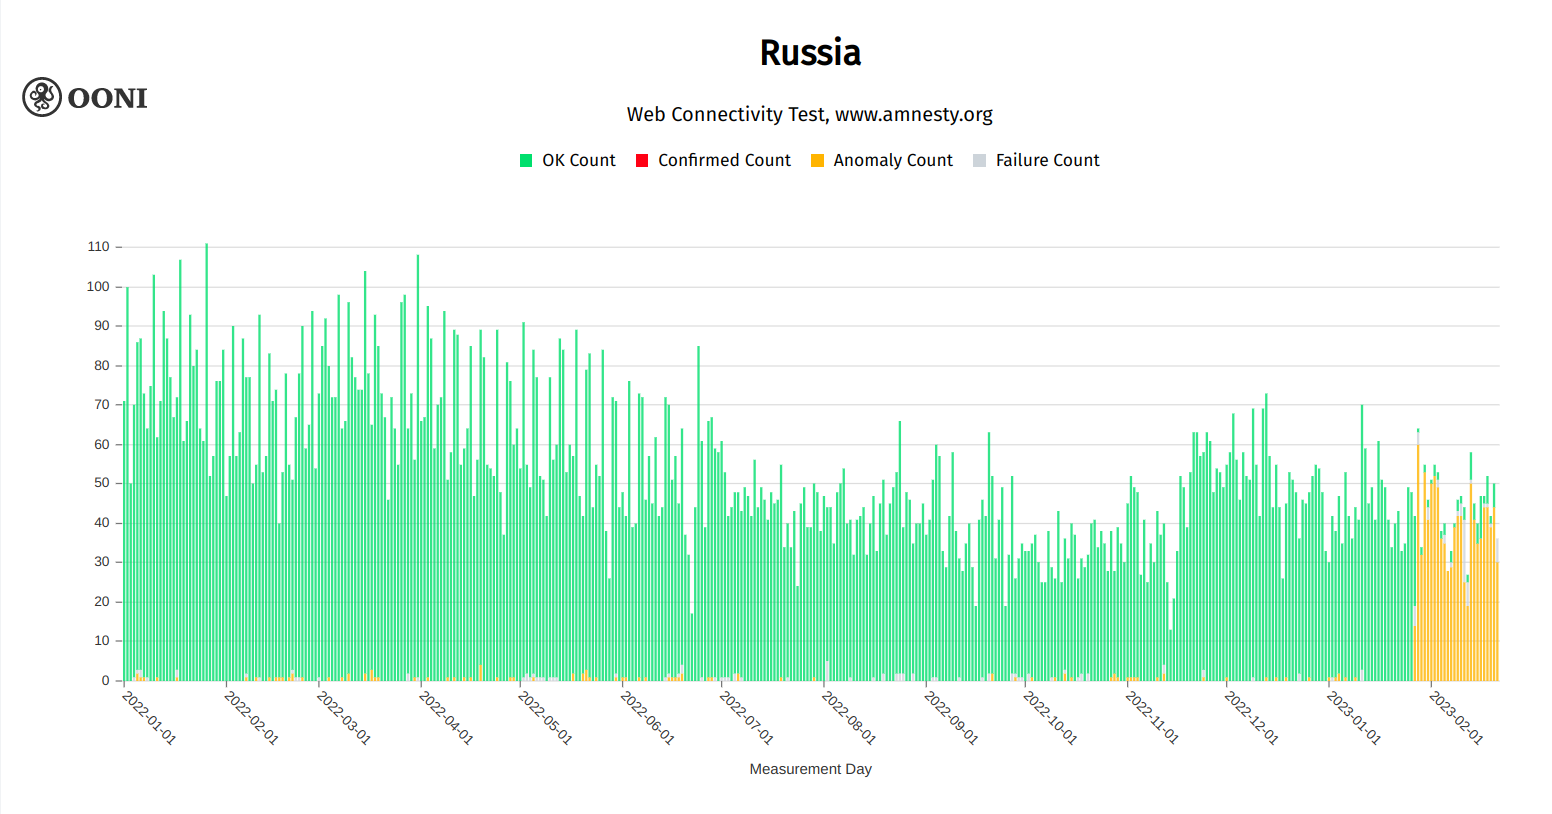 Russia
OONI
Web Connectivity Test, www.amnesty.org
OK Count Confirmed Count Anomaly Count Failure Count
110
100
90
80
70
60
50
40
30
20
10
0
2022-01-01 2022-02-01 2022-03-01 2022-04-01 2022-05-01 2022-06-01 2022-07-01 2022-08-01 2022-09-01 2022-10-01 2022-11-01 2022-12-01 2023-01-01 2023-02-01
Measurement Day